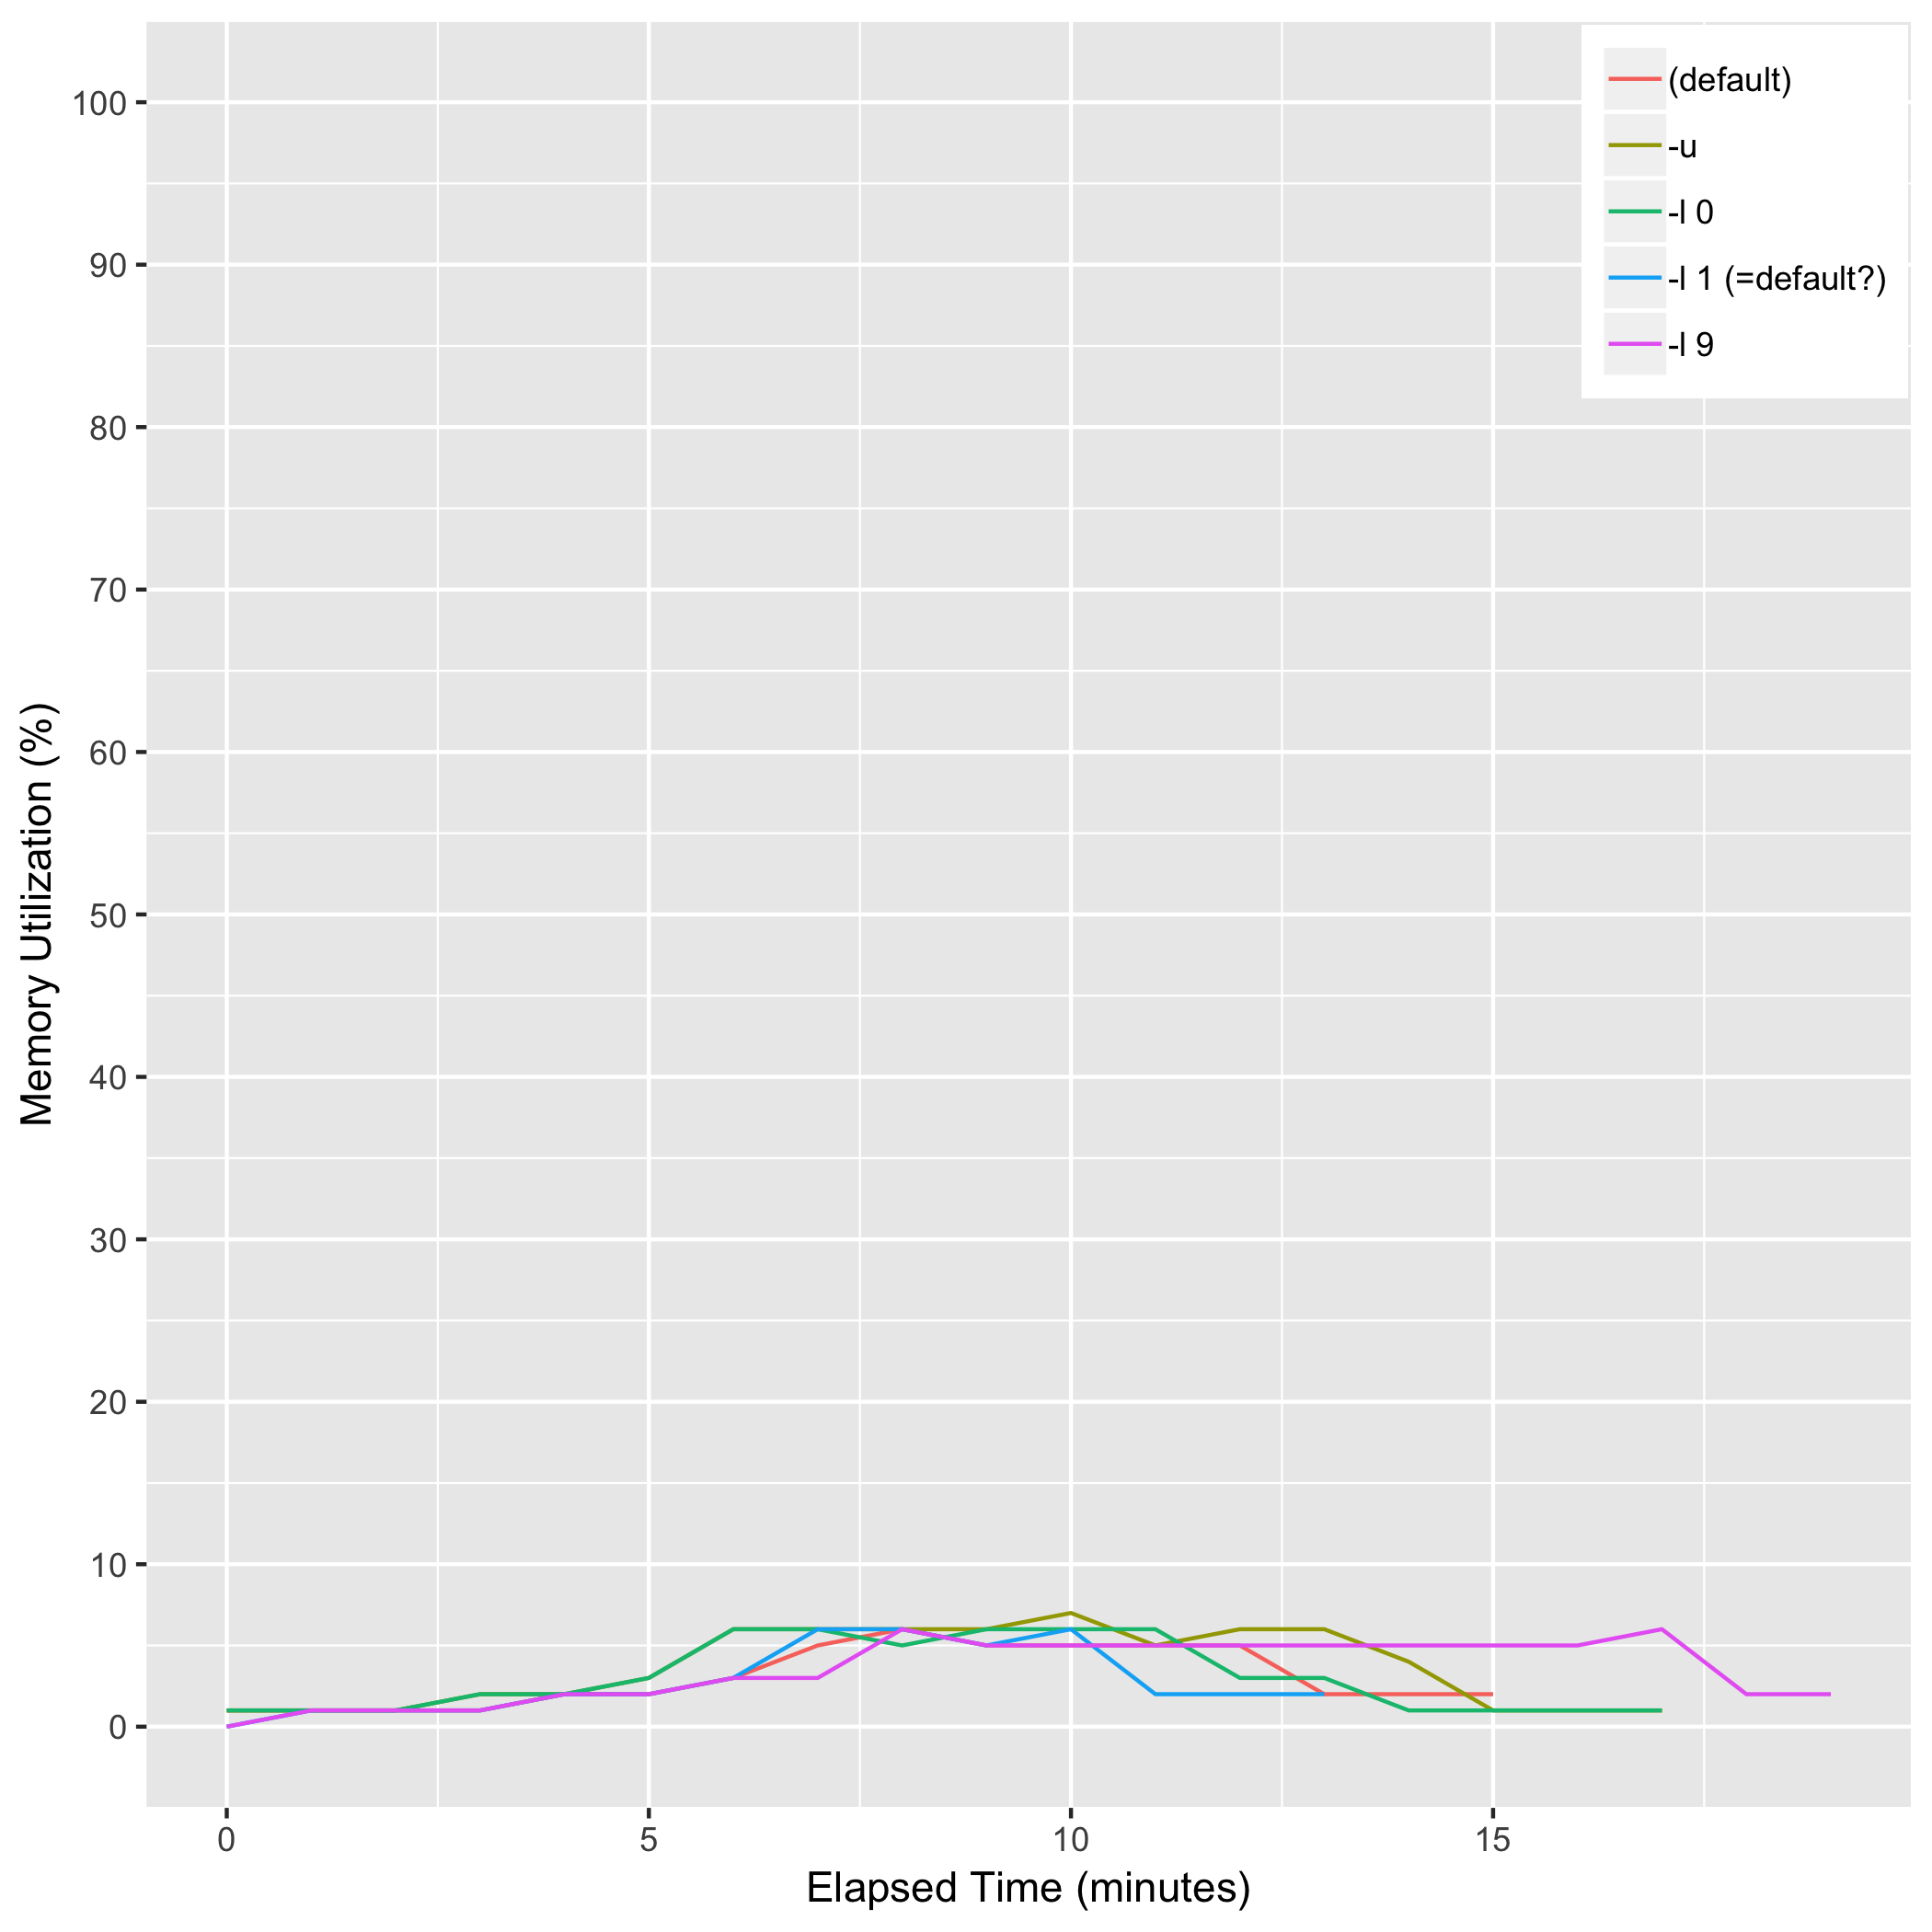 (default)
-u
-l 0
-l 1 (=default?)
-l 9
100
90
80
70
60
50
40
30
20
10
0
Memory Utilization (%)
0 5 10 15
Elapsed Time (minutes)